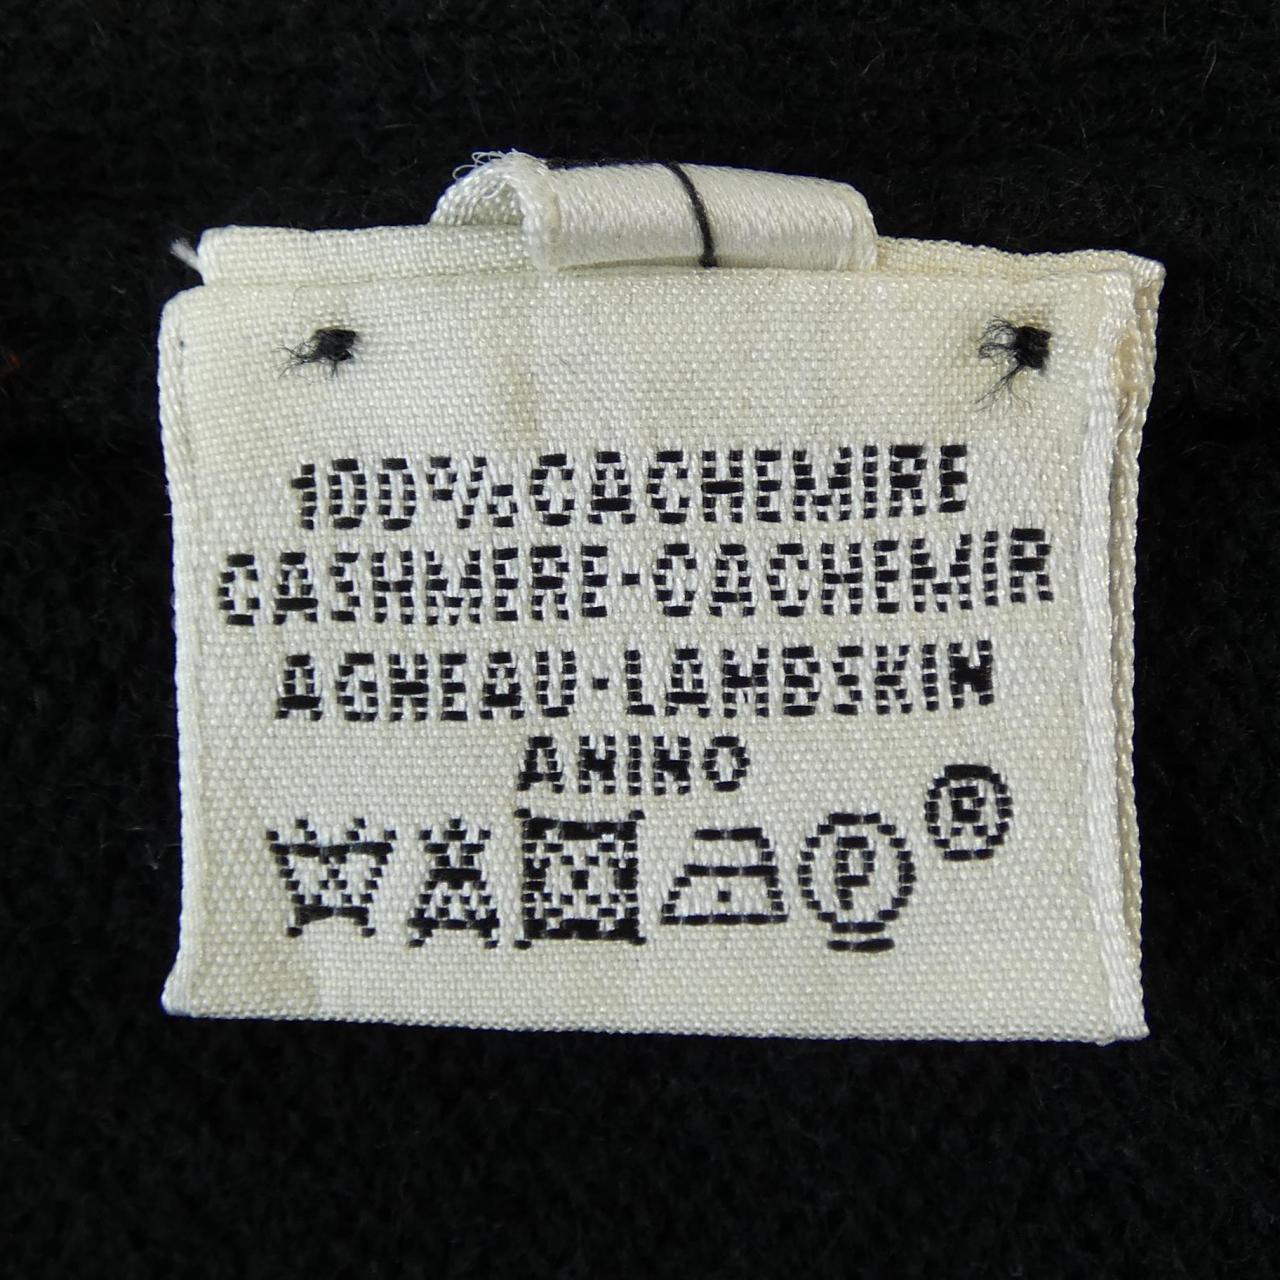 100% CACHEMIRE
CASHMERE-CACHEMIR
AGNEAU-LAMBSKIN
ANINO
P ®